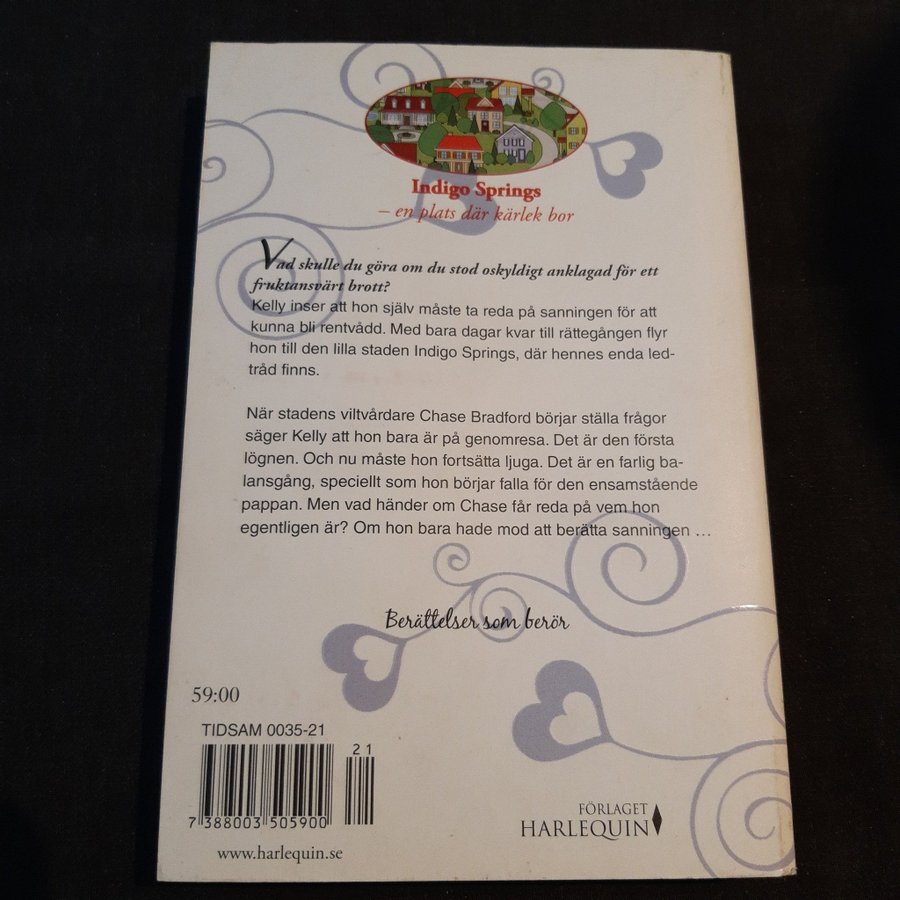 Indigo Springs
– en plats där kärlek bor
Vad skulle du göra om du stod oskyldigt anklagad för ett
fruktansvärt brott?
Kelly inser att hon själv måste ta reda på sanningen för att
kunna bli rentvådd. Med bara dagar kvar till rättegången flyr
hon till den lilla staden Indigo Springs, där hennes enda led-
tråd finns.
När stadens viltvårdare Chase Bradford börjar ställa frågor
säger Kelly att hon bara är på genomresa. Det är den första
lögnen. Och nu måste hon fortsätta ljuga. Det är en farlig ba-
lansgång, speciellt som hon börjar falla för den ensamstående
pappan. Men vad händer om Chase får reda på vem hon
egentligen är? Om hon bara hade mod att berätta sanningen ...
Berättelser som berör
59:00
TIDSAM 0035-21
21
7 388003 505900
www.harlequin.se
FÖRLAGET
HARLEQUIN